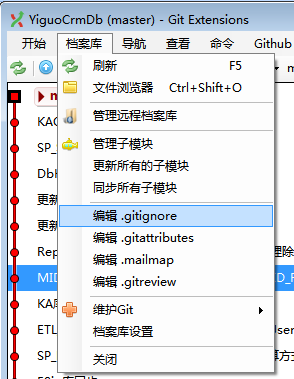 YiguoCrmDb (master) - Git Extensions
开始 档案库 导航 查看 命令 Github
刷新 F5
文件浏览器 Ctrl+Shift+O
管理远程档案库
管理子模块
更新所有的子模块
同步所有子模块
编辑 .gitignore
编辑 .gitattributes
编辑 .mailmap
编辑 .gitreview
维护Git
档案库设置
关闭
KAC
SP_
Dbl
更新
更新
Rep
MID
KA库
ETL
SP_